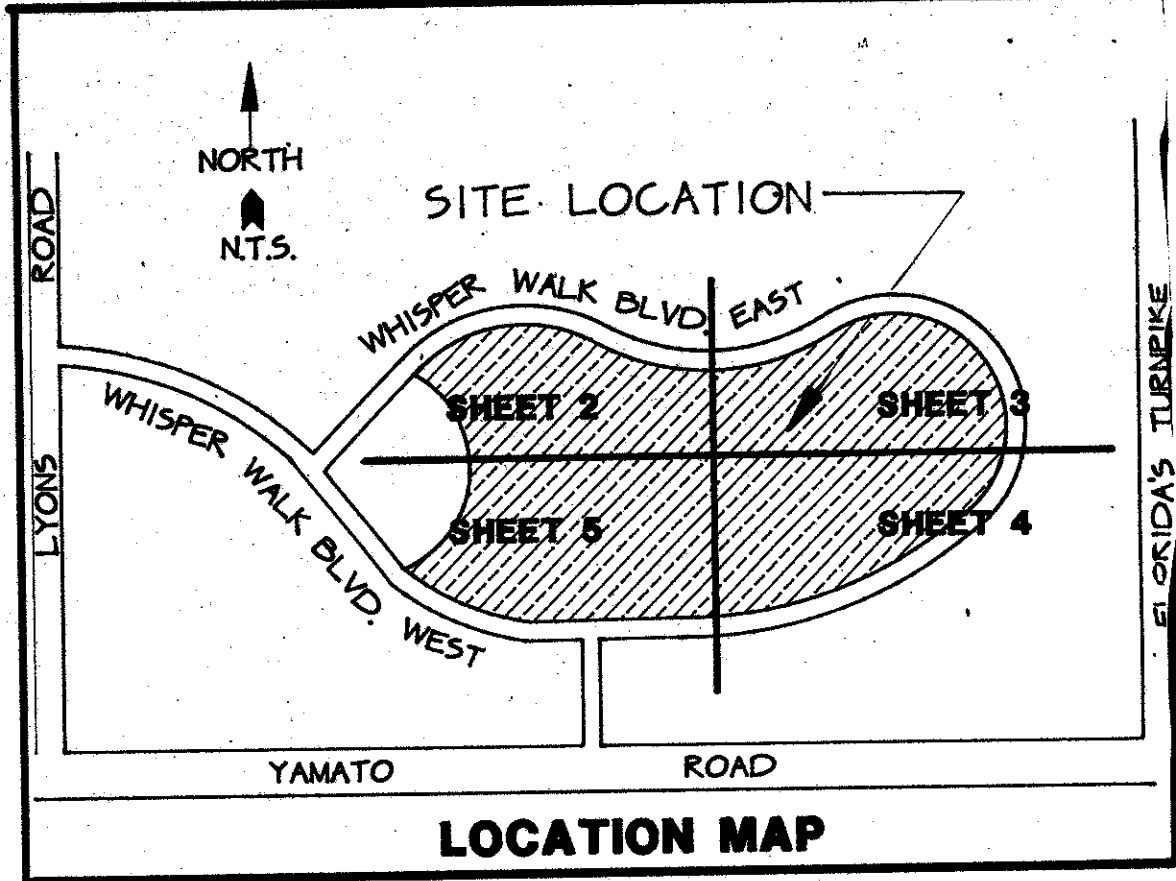 NORTH
N.T.S.
SITE LOCATION
LYONS ROAD
WHISPER WALK BLVD. EAST
WHISPER WALK BLVD. WEST
SHEET 2
SHEET 3
SHEET 5
SHEET 4
FLORIDA'S TURNPIKE
YAMATO ROAD
LOCATION MAP